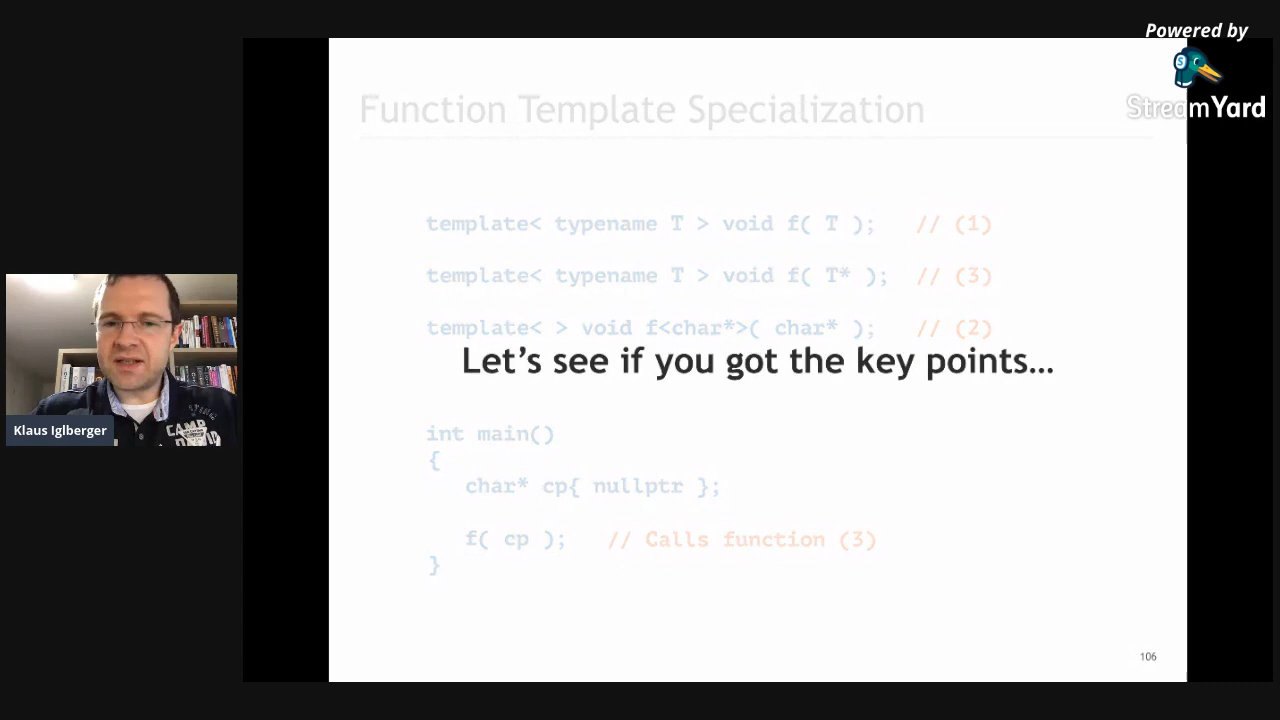 Powered by
StreamYard
Function Template Specialization
template< typename T > void f( T );   // (1)
template< typename T > void f( T* );  // (3)
template< > void f<char*>( char* );   // (2)
Let’s see if you got the key points…
int main()
{
   char* cp{ nullptr };
   f( cp );   // Calls function (3)
}
106
Klaus Iglberger
CAMP